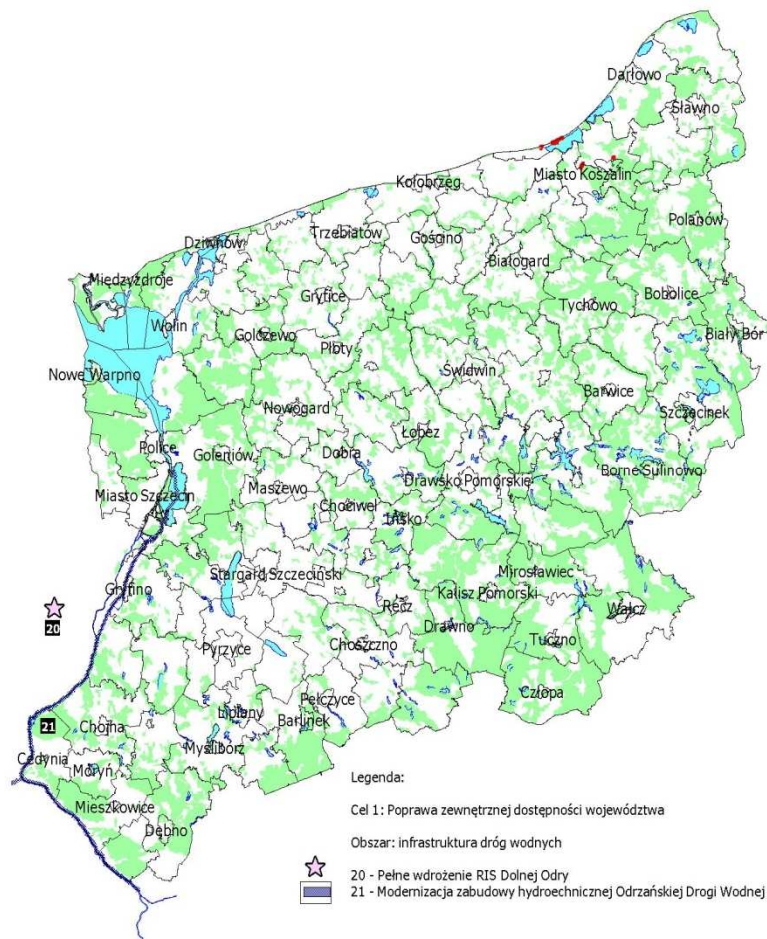 Darłowo
Sławno
Miasto Koszalin
Kołobrzeg
Polanów
Trzebiatów
Gościno
Dziwnów
Białogard
Międzyzdroje
Bobolice
Gryfice
Tychowo
Wolin
Golczewo
Biały Bór
Płoty
Nowe Warpno
Świdwin
Barwice
Nowogard
Szczecinek
Łobez
Police
Goleniów
Dobra
Borne Sulinowo
Drawsko Pomorskie
Maszewo
Miasto Szczecin
Chociwel
Ińsko
Mirosławiec
Stargard Szczeciński
Gryfino
Kalisz Pomorski
Recz
Wałcz
20
Drawno
Tuczno
Pyrzyce
Choszczno
Człopa
Pełczyce
Lipiany
21
Chojna
Barlinek
Myślibórz
Cedynia
Moryń
Legenda:
Mieszkowice
Cel 1: Poprawa zewnętrznej dostępności województwa
Dębno
Obszar: infrastruktura dróg wodnych
20 - Pełne wdrożenie RIS Dolnej Odry
21 - Modernizacja zabudowy hydroechnicznej Odrzańskiej Drogi Wodnej